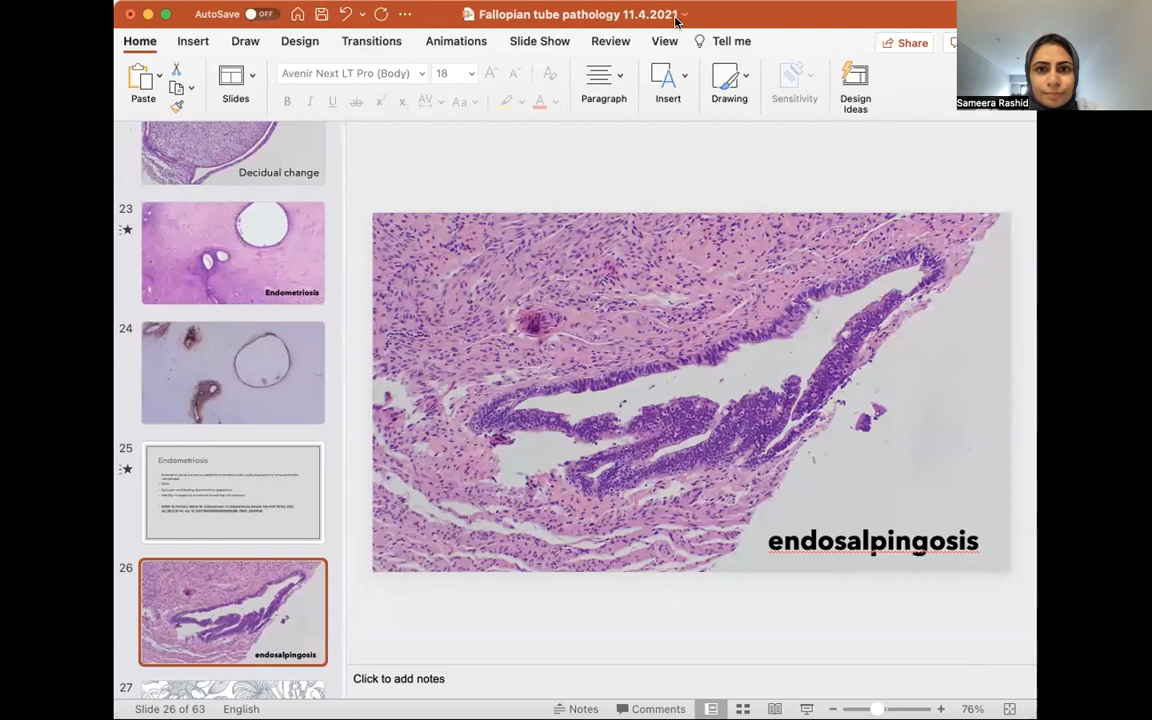 AutoSave OFF
Fallopian tube pathology 11.4.2021
Home Insert Draw Design Transitions Animations Slide Show Review View Tell me
Share
Paste
Slides
Avenir Next LT Pro (Body) 18
Paragraph
Insert
Drawing
Sensitivity
Design
Ideas
Sameera Rashid
Decidual change
23
Endometriosis
24
25
Endometriosis
26
endosalpingosis
27
endosalpingosis
Click to add notes
Slide 26 of 63 English Notes Comments 76%